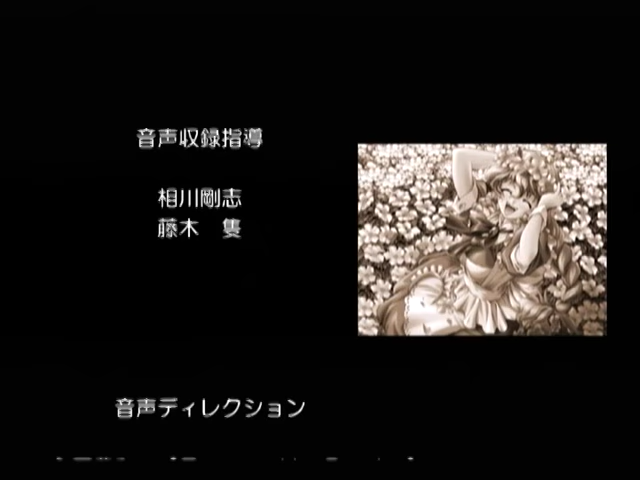 音声収録指導
相川剛志
藤木　隻
音声ディレクション